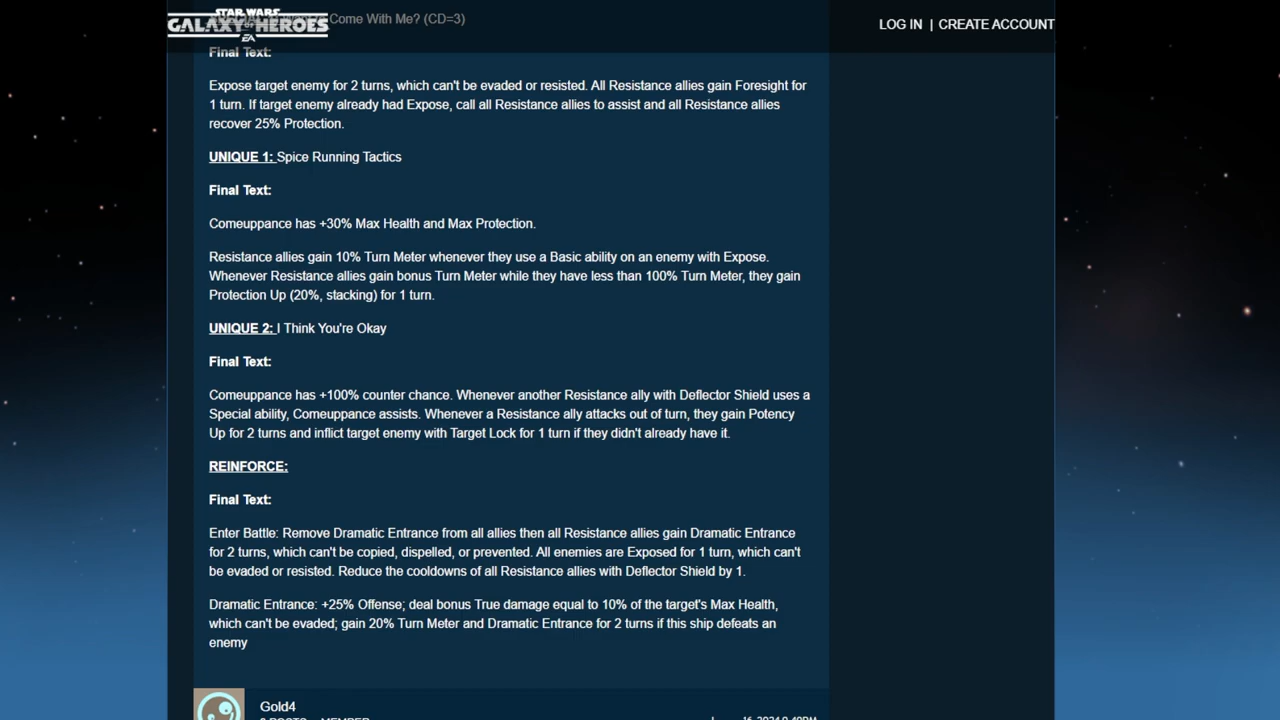 STAR WARS
GALAXY OF HEROES
EA
Come With Me? (CD=3)
LOG IN | CREATE ACCOUNT
Final Text:
Expose target enemy for 2 turns, which can't be evaded or resisted. All Resistance allies gain Foresight for
1 turn. If target enemy already had Expose, call all Resistance allies to assist and all Resistance allies
recover 25% Protection.
UNIQUE 1: Spice Running Tactics
Final Text:
Comeuppance has +30% Max Health and Max Protection.
Resistance allies gain 10% Turn Meter whenever they use a Basic ability on an enemy with Expose.
Whenever Resistance allies gain bonus Turn Meter while they have less than 100% Turn Meter, they gain
Protection Up (20%, stacking) for 1 turn.
UNIQUE 2: I Think You're Okay
Final Text:
Comeuppance has +100% counter chance. Whenever another Resistance ally with Deflector Shield uses a
Special ability, Comeuppance assists. Whenever a Resistance ally attacks out of turn, they gain Potency
Up for 2 turns and inflict target enemy with Target Lock for 1 turn if they didn't already have it.
REINFORCE:
Final Text:
Enter Battle: Remove Dramatic Entrance from all allies then all Resistance allies gain Dramatic Entrance
for 2 turns, which can't be copied, dispelled, or prevented. All enemies are Exposed for 1 turn, which can't
be evaded or resisted. Reduce the cooldowns of all Resistance allies with Deflector Shield by 1.
Dramatic Entrance: +25% Offense; deal bonus True damage equal to 10% of the target's Max Health,
which can't be evaded; gain 20% Turn Meter and Dramatic Entrance for 2 turns if this ship defeats an
enemy
Gold4